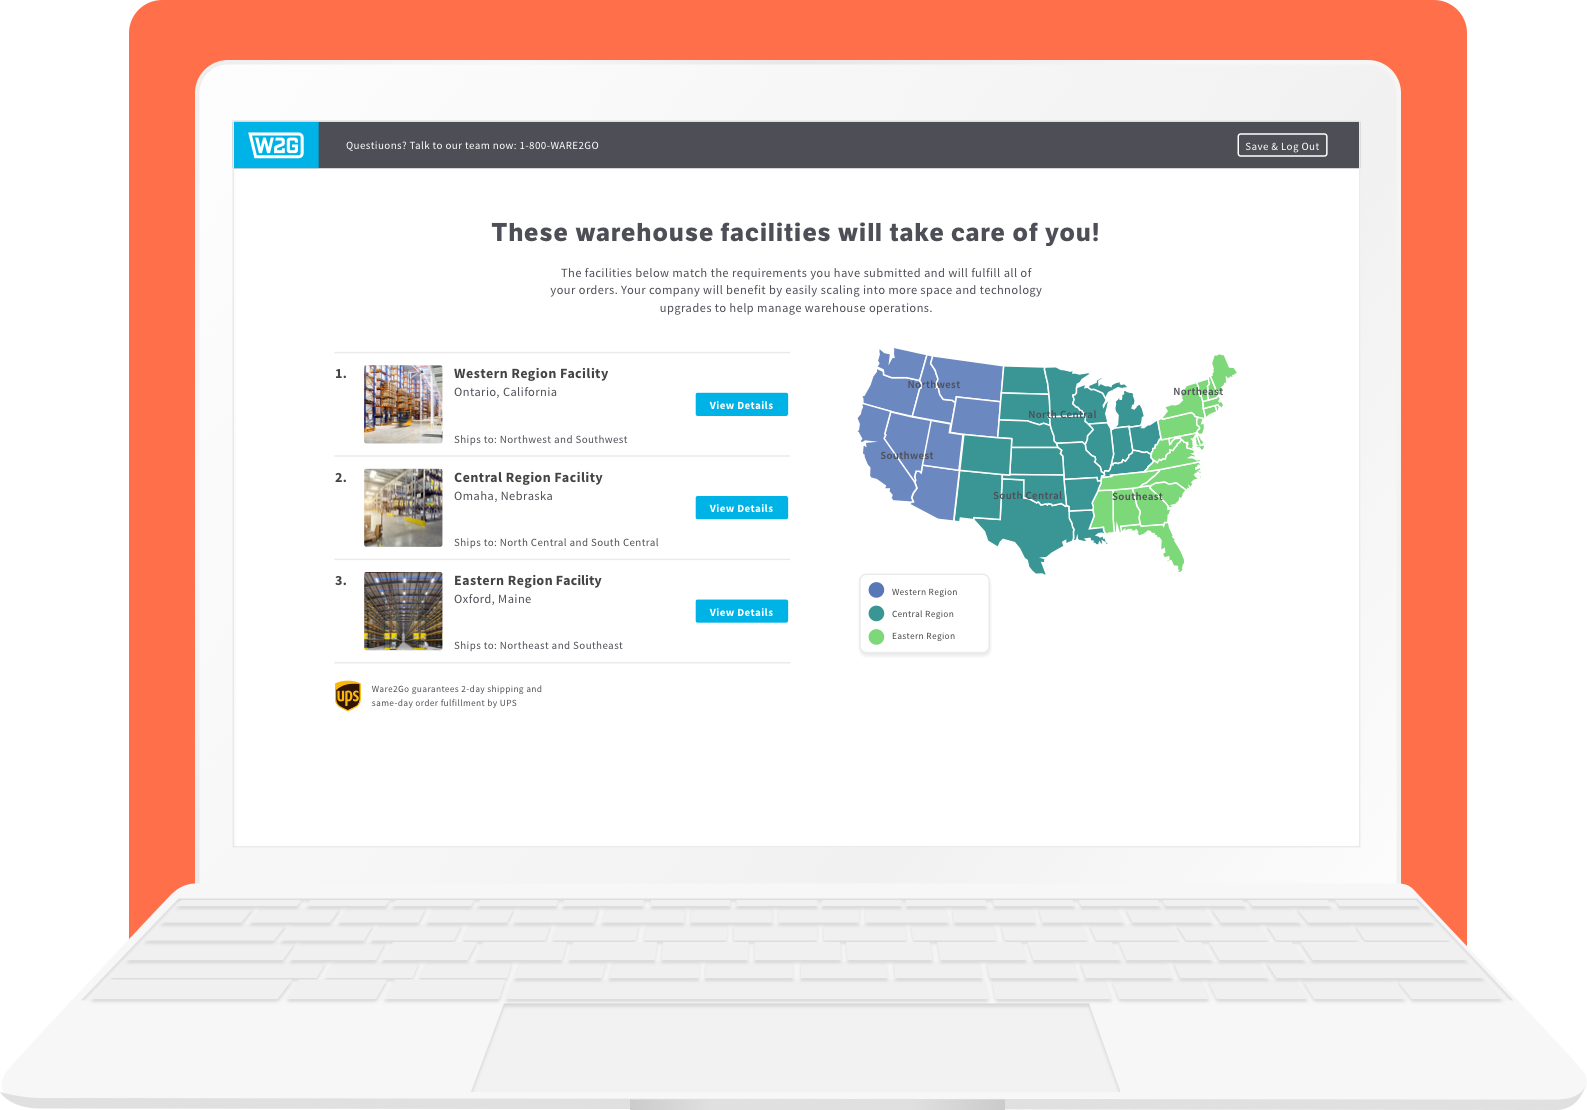 W2G
Questiuons? Talk to our team now: 1-800-WARE2GO
Save & Log Out
These warehouse facilities will take care of you!
The facilities below match the requirements you have submitted and will fulfill all of
your orders. Your company will benefit by easily scaling into more space and technology
upgrades to help manage warehouse operations.
1.
Western Region Facility
Ontario, California
View Details
Ships to: Northwest and Southwest
2.
Central Region Facility
Omaha, Nebraska
View Details
Ships to: North Central and South Central
3.
Eastern Region Facility
Oxford, Maine
View Details
Ships to: Northeast and Southeast
ups
Ware2Go guarantees 2-day shipping and
same-day order fulfillment by UPS
Northwest
Northeast
North Central
Southwest
South Central
Southeast
Western Region
Central Region
Eastern Region